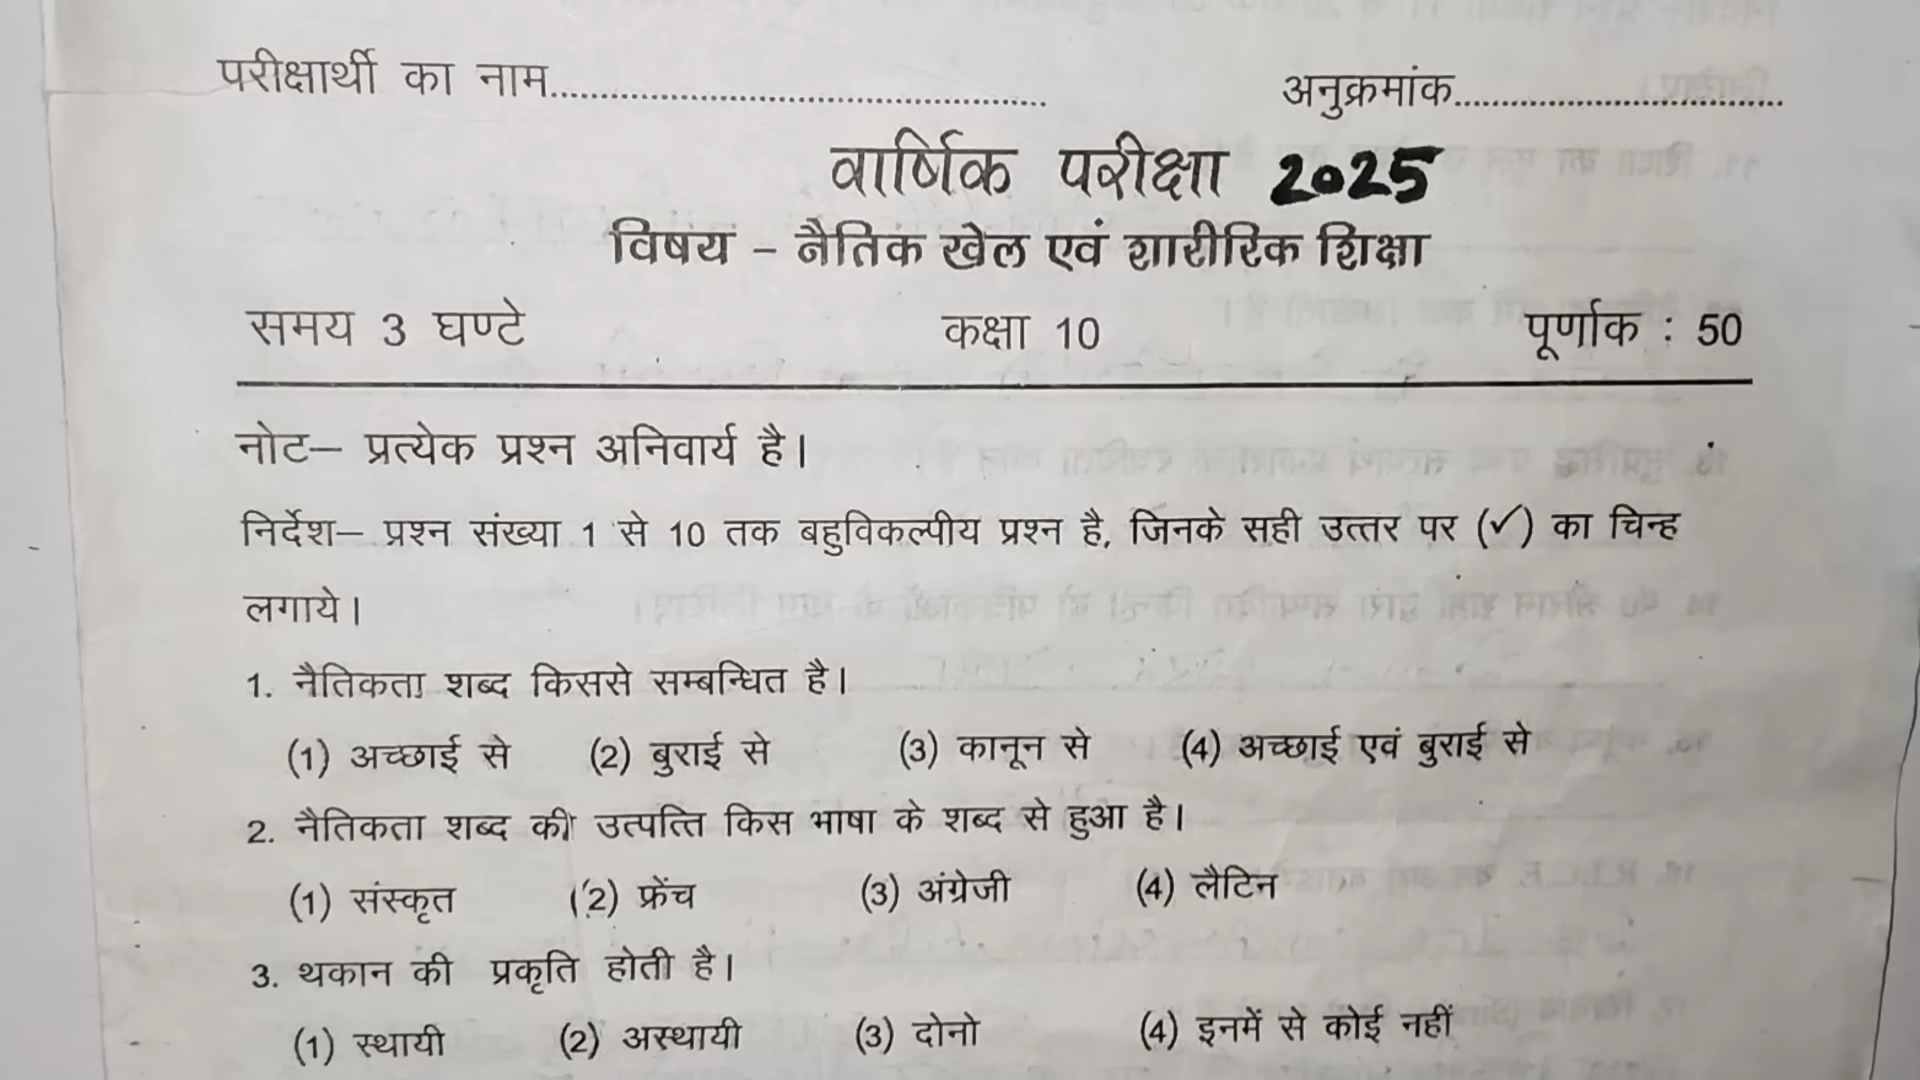 परीक्षार्थी का नाम.................................................. अनुक्रमांक.................................
वार्षिक परीक्षा 2025
विषय - नैतिक खेल एवं शारीरिक शिक्षा
समय 3 घण्टे कक्षा 10 पूर्णाक : 50
नोट– प्रत्येक प्रश्न अनिवार्य है।
निर्देश– प्रश्न संख्या 1 से 10 तक बहुविकल्पीय प्रश्न है, जिनके सही उत्तर पर (✓) का चिन्ह
लगाये।
1. नैतिकता शब्द किससे सम्बन्धित है।
(1) अच्छाई से (2) बुराई से (3) कानून से (4) अच्छाई एवं बुराई से
2. नैतिकता शब्द की उत्पत्ति किस भाषा के शब्द से हुआ है।
(1) संस्कृत (2) फ्रेंच (3) अंग्रेजी (4) लैटिन
3. थकान की प्रकृति होती है।
(1) स्थायी (2) अस्थायी (3) दोनो (4) इनमें से कोई नहीं